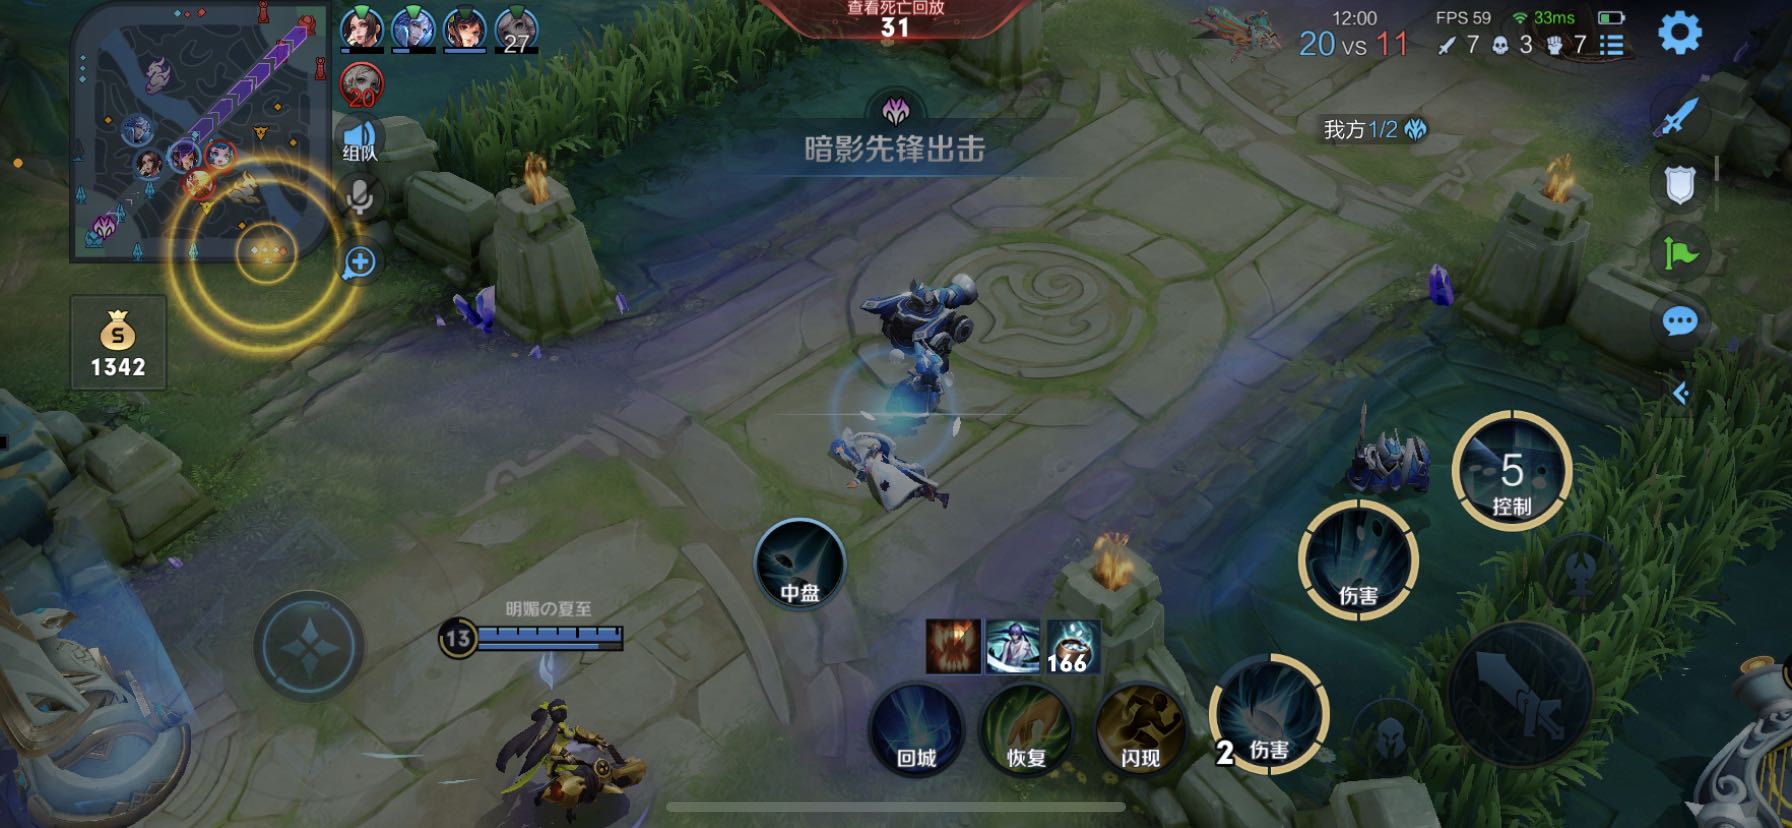 查看死亡回放
31
12:00
FPS 59
33ms
20 vs 11
7
3
7
27
20
组队
暗影先锋出击
我方1/2
S
1342
5
控制
伤害
中盘
明媚の夏至
13
166
回城
恢复
闪现
2
伤害